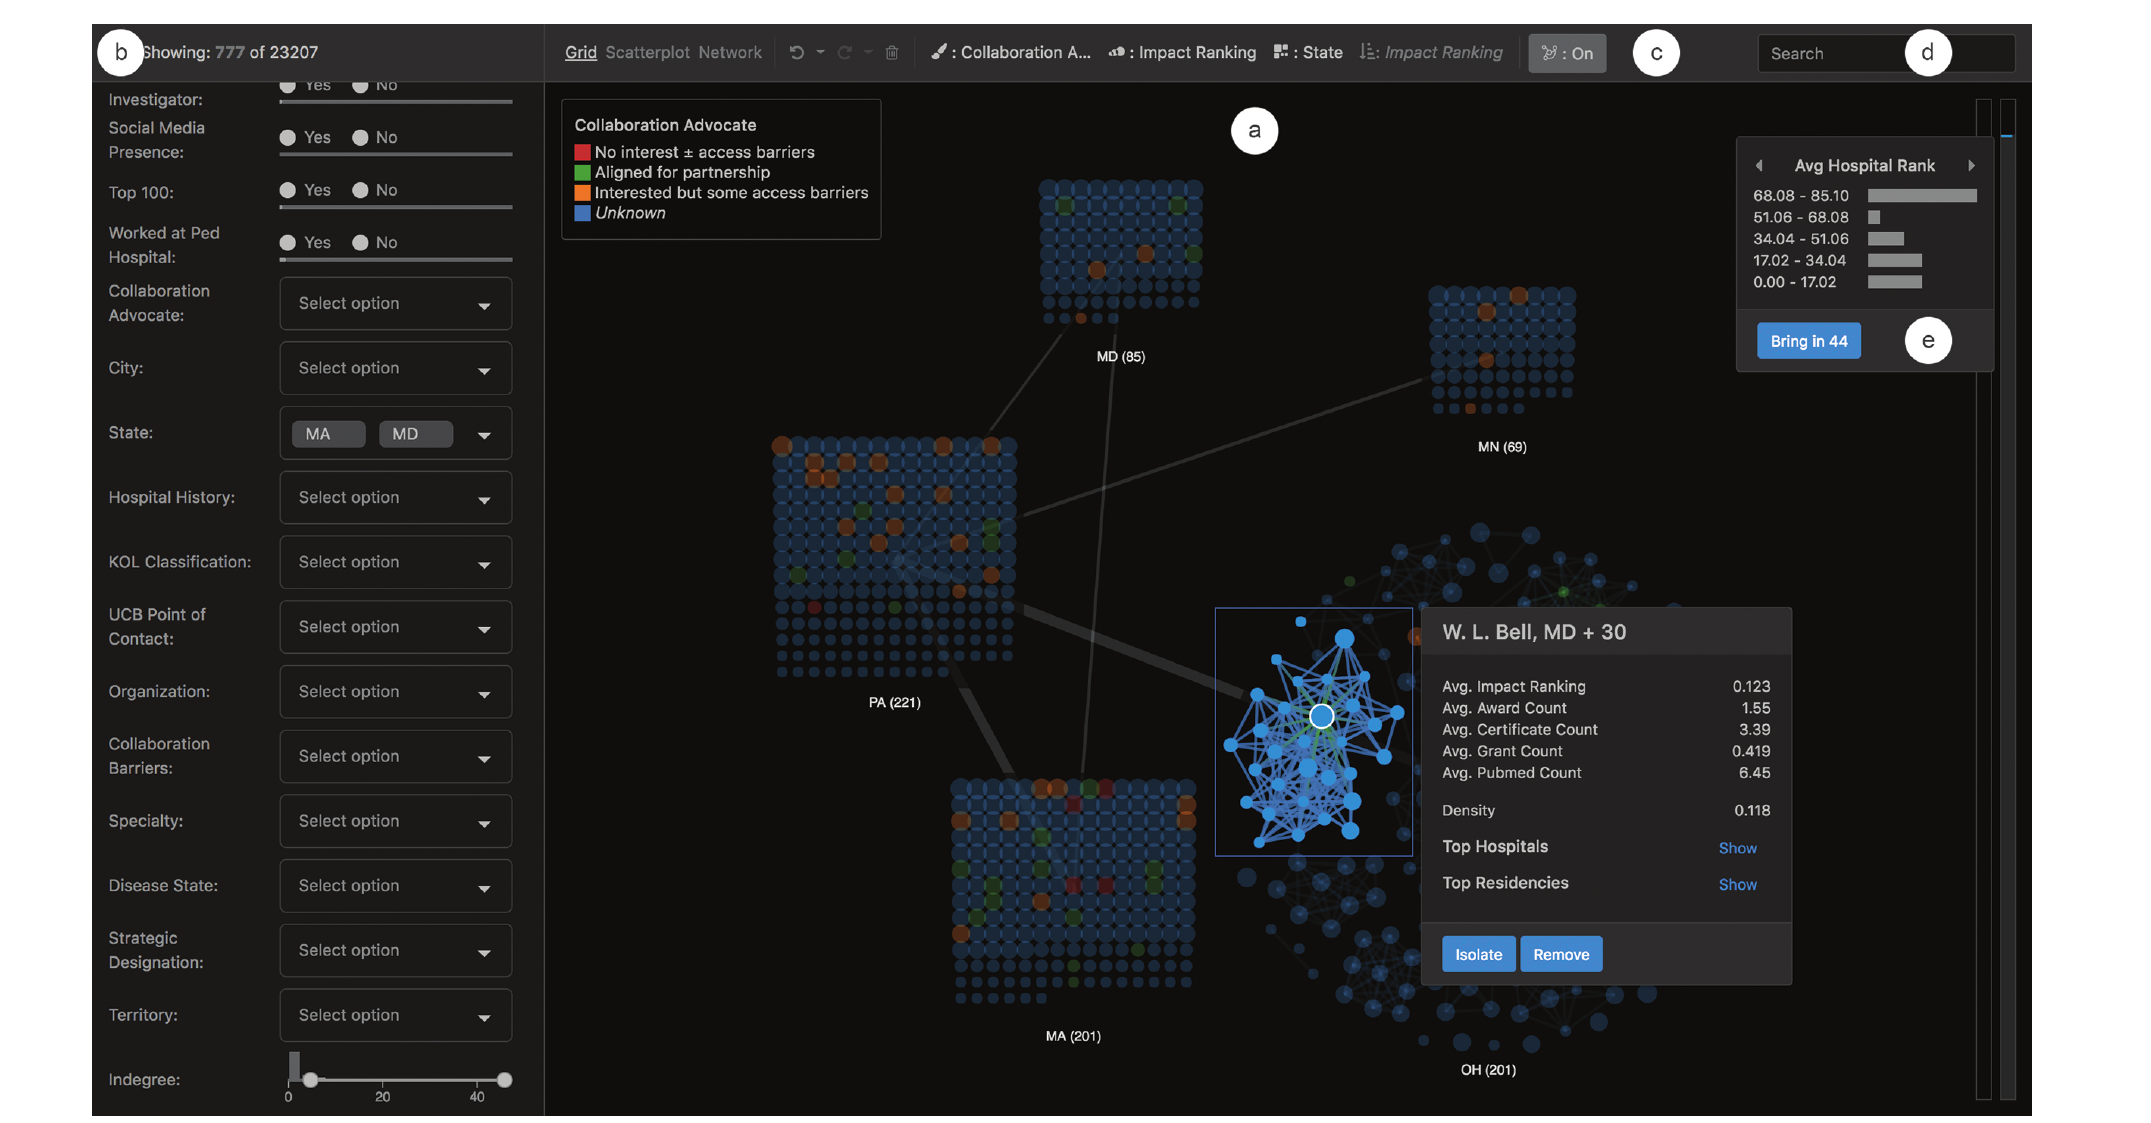 b
Showing: 777 of 23207
Grid Scatterplot Network
: Collaboration A...
: Impact Ranking
: State
: Impact Ranking
: On
c
Search
d
Investigator:
Yes No
Social Media
Presence:
Yes No
Top 100:
Yes No
Worked at Ped
Hospital:
Yes No
Collaboration
Advocate:
Select option
City:
Select option
State:
MA MD
Hospital History:
Select option
KOL Classification:
Select option
UCB Point of
Contact:
Select option
Organization:
Select option
Collaboration
Barriers:
Select option
Specialty:
Select option
Disease State:
Select option
Strategic
Designation:
Select option
Territory:
Select option
Indegree:
0 20 40
Collaboration Advocate
No interest ± access barriers
Aligned for partnership
Interested but some access barriers
Unknown
a
MD (85)
MN (69)
PA (221)
MA (201)
OH (201)
Avg Hospital Rank
68.08 - 85.10
51.06 - 68.08
34.04 - 51.06
17.02 - 34.04
0.00 - 17.02
Bring in 44
e
W. L. Bell, MD + 30
Avg. Impact Ranking 0.123
Avg. Award Count 1.55
Avg. Certificate Count 3.39
Avg. Grant Count 0.419
Avg. Pubmed Count 6.45
Density 0.118
Top Hospitals Show
Top Residencies Show
Isolate Remove